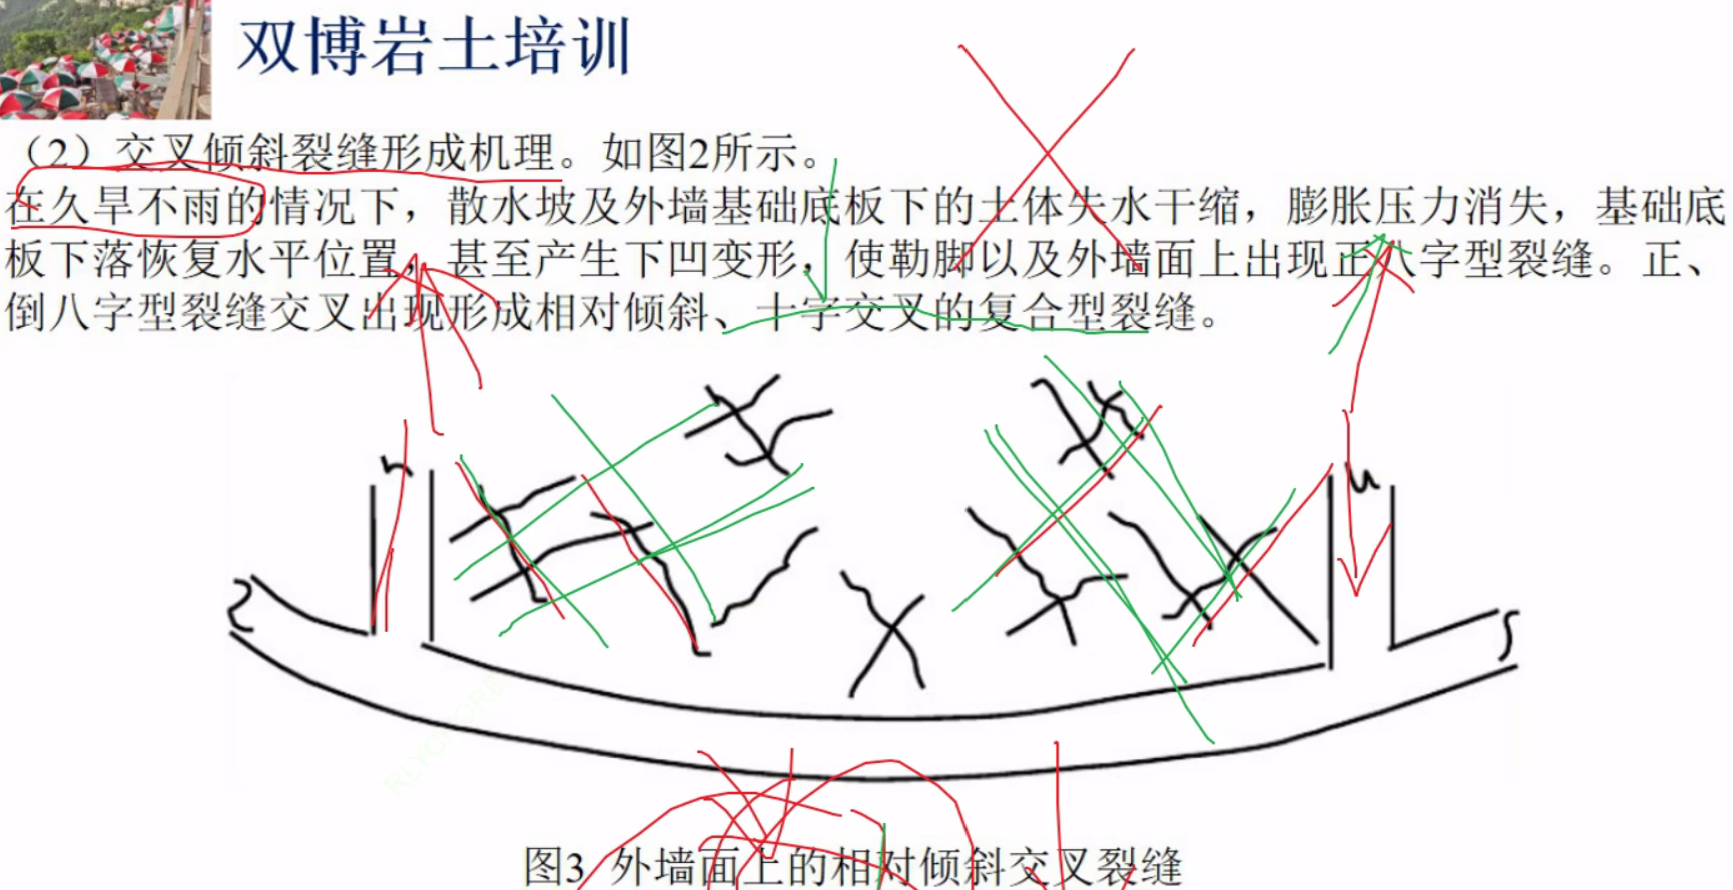 双博岩土培训
（2）交叉倾斜裂缝形成机理。如图2所示。
在久旱不雨的情况下，散水坡及外墙基础底板下的土体失水干缩，膨胀压力消失，基础底
板下落恢复水平位置，甚至产生下凹变形，使勒脚以及外墙面上出现正八字型裂缝。正、
倒八字型裂缝交叉出现形成相对倾斜、十字交叉的复合型裂缝。
图3 外墙面上的相对倾斜交叉裂缝